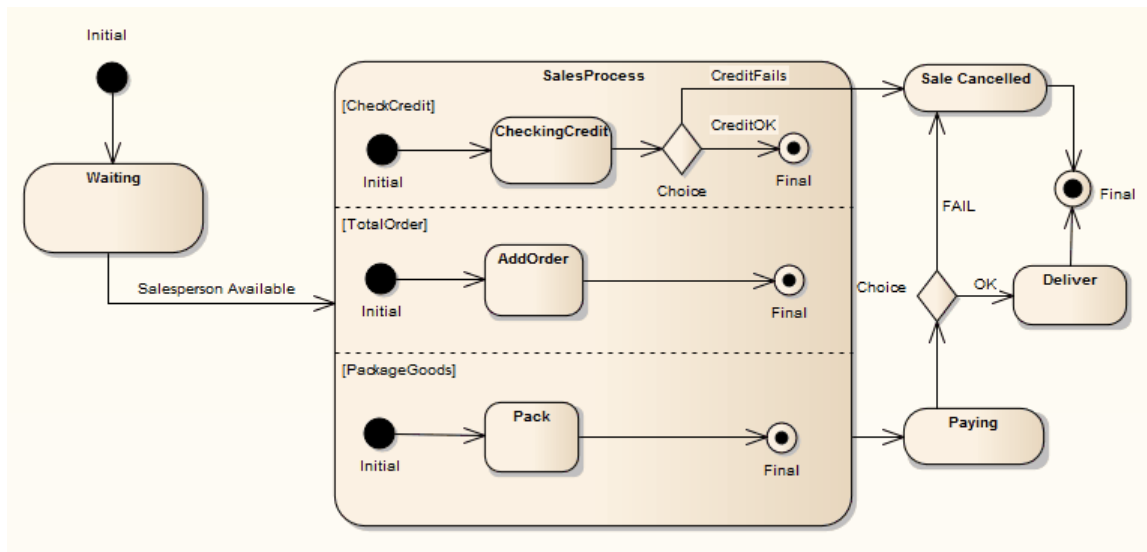 Initial
Waiting
Salesperson Available
SalesProcess
[CheckCredit]
Initial
CheckingCredit
Choice
CreditFails
CreditOK
Final
[TotalOrder]
Initial
AddOrder
Final
[PackageGoods]
Initial
Pack
Final
Sale Cancelled
Final
FAIL
Choice
OK
Deliver
Paying